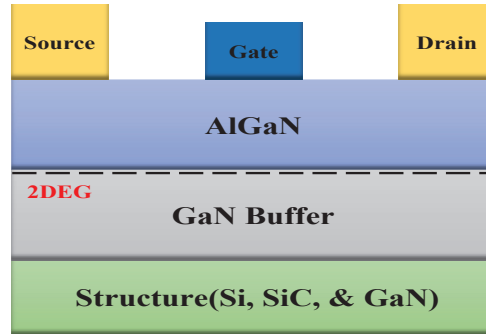 Source
Gate
Drain
AlGaN
2DEG
GaN Buffer
Structure(Si, SiC, & GaN)